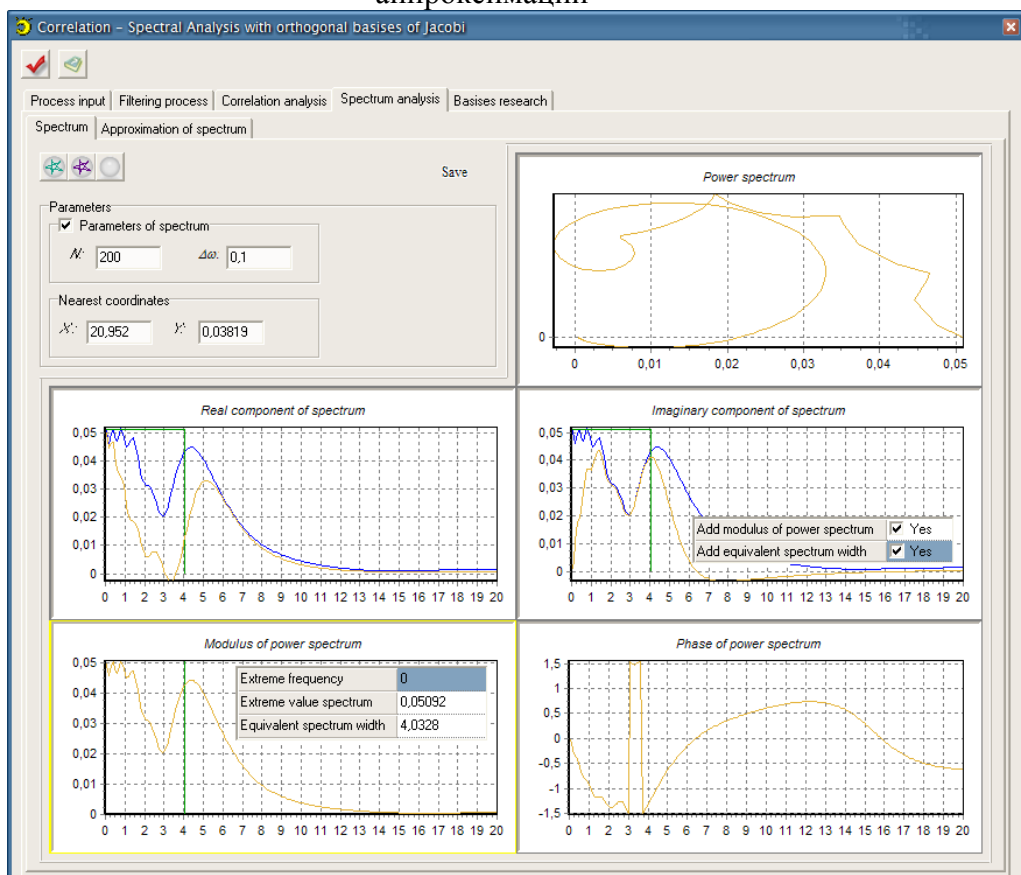 аппроксимации
Correlation - Spectral Analysis with orthogonal basises of Jacobi
Process input Filtering process Correlation analysis Spectrum analysis Basises research
Spectrum Approximation of spectrum
Save
Parameters
Parameters of spectrum
N: 200 Δω: 0,1
Nearest coordinates
X: 20,952 Y: 0,03819
Power spectrum
0
0 0,01 0,02 0,03 0,04 0,05
Real component of spectrum
0,05
0,04
0,03
0,02
0,01
0
0 1 2 3 4 5 6 7 8 9 10 11 12 13 14 15 16 17 18 19 20
Imaginary component of spectrum
0,05
0,04
0,03
0,02
0,01
0
Add modulus of power spectrum Yes
Add equivalent spectrum width Yes
0 1 2 3 4 5 6 7 8 9 10 11 12 13 14 15 16 17 18 19 20
Modulus of power spectrum
0,05
0,04
0,03
0,02
0,01
0
Extreme frequency 0
Extreme value spectrum 0,05092
Equivalent spectrum width 4,0328
0 1 2 3 4 5 6 7 8 9 10 11 12 13 14 15 16 17 18 19 20
Phase of power spectrum
1,5
1
0,5
0
-0,5
-1
-1,5
0 1 2 3 4 5 6 7 8 9 10 11 12 13 14 15 16 17 18 19 20